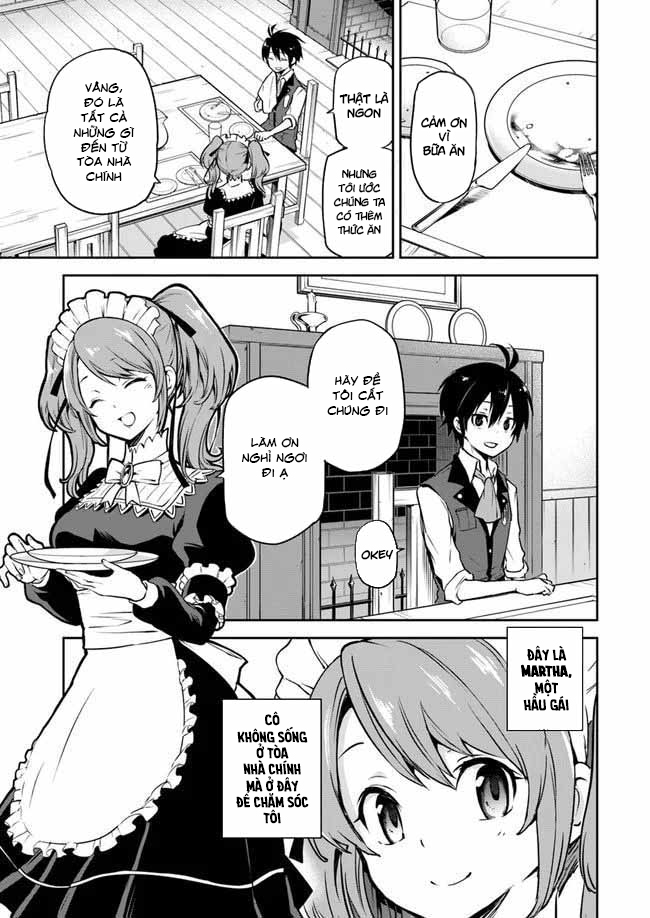 CẢM ƠN
VÌ
BỮA ĂN
THẬT LÀ
NGON
NHƯNG
TÔI ƯỚC
CHÚNG TA
CÓ THÊM
THỨC ĂN
VÂNG,
ĐÓ LÀ
TẤT CẢ
NHỮNG GÌ
ĐẾN TỪ
TÒA NHÀ
CHÍNH
HÃY ĐỂ
TÔI CẤT
CHÚNG ĐI
LÀM ƠN
NGHỈ NGƠI
ĐI Ạ
OKEY
ĐÂY LÀ
MARTHA,
MỘT
HẦU GÁI
CÔ
KHÔNG SỐNG
Ở TÒA
NHÀ CHÍNH
MÀ Ở ĐÂY
ĐỂ CHĂM SÓC
TÔI